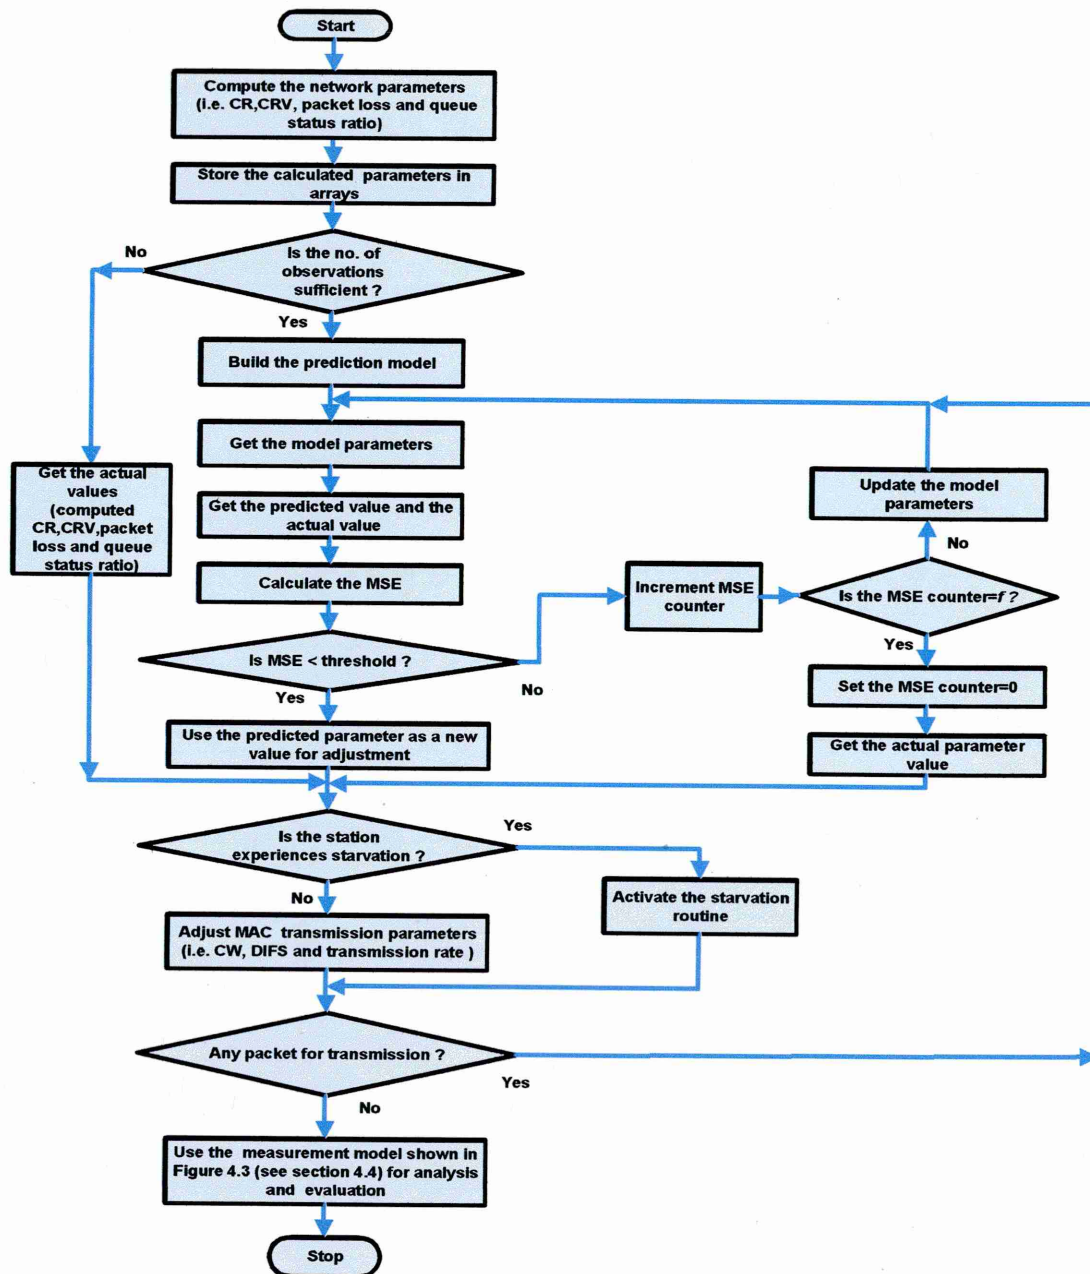 Start
Compute the network parameters
(i.e. CR,CRV, packet loss and queue
status ratio)
Store the calculated parameters in
arrays
No
Is the no. of
observations
sufficient ?
Yes
Build the prediction model
Get the model parameters
Get the actual
values
(computed
CR,CRV,packet
loss and queue
status ratio)
Get the predicted value and the
actual value
Update the model
parameters
No
Calculate the MSE
Increment MSE
counter
Is the MSE counter=f ?
Yes
Is MSE < threshold ?
No
Yes
Set the MSE counter=0
Use the predicted parameter as a new
value for adjustment
Get the actual parameter
value
Is the station
experiences starvation ?
Yes
No
Activate the starvation
routine
Adjust MAC transmission parameters
(i.e. CW, DIFS and transmission rate )
Any packet for transmission ?
Yes
No
Use the measurement model shown in
Figure 4.3 (see section 4.4) for analysis
and evaluation
Stop